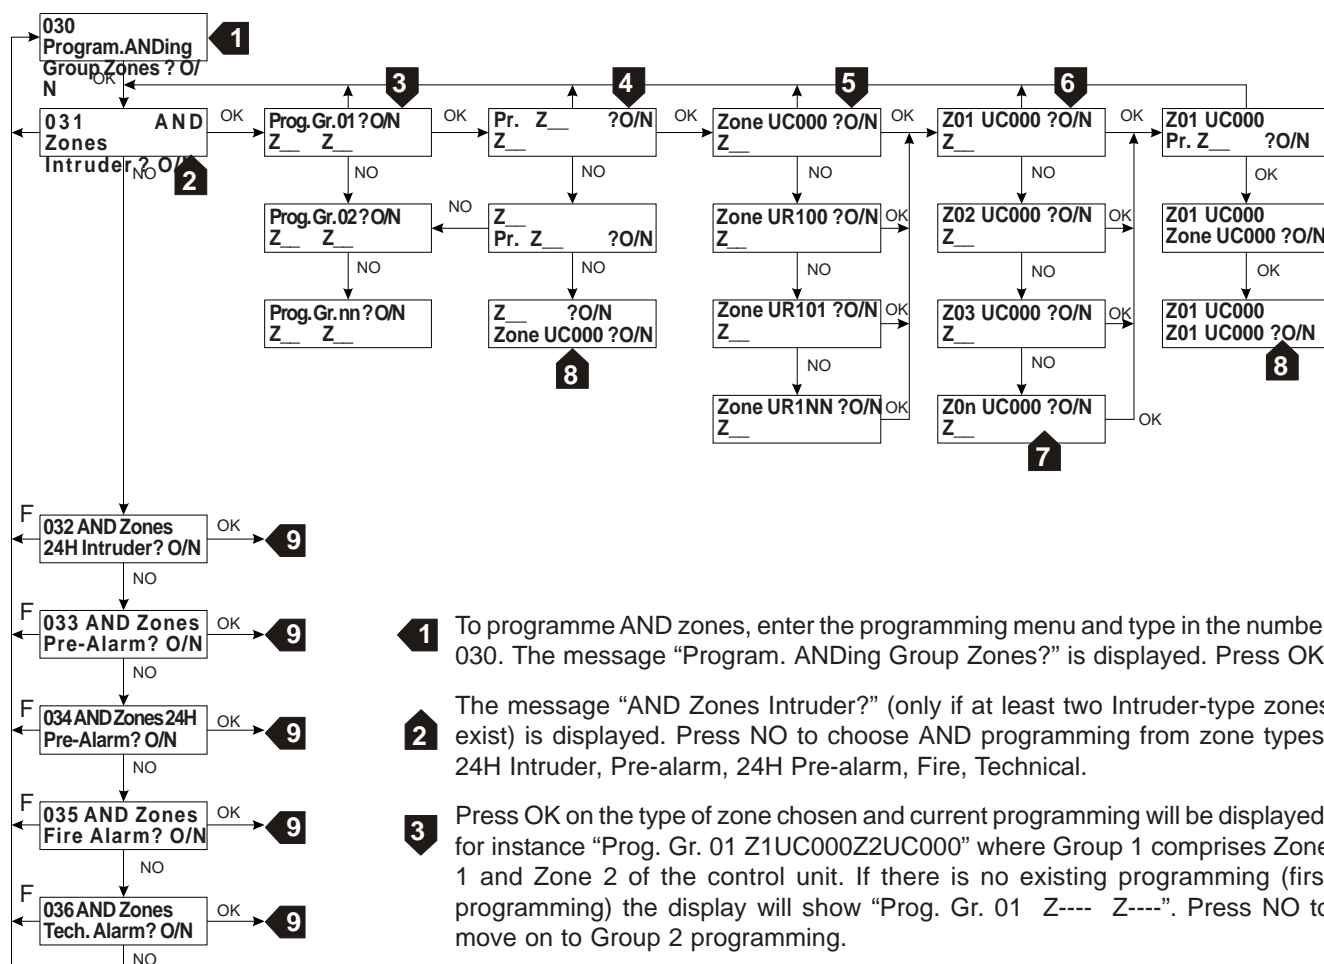 030
Program.ANDing
Group Zones ? O/
N
OK
1
031 AND
Zones
Intruder? O/N
NO
2
OK
3
Prog.Gr.01?O/N
Z__ Z__
OK
NO
Prog.Gr.02?O/N
Z__ Z__
NO
Prog.Gr.nn?O/N
Z__ Z__
4
Pr. Z__ ?O/N
Z__
OK
NO
NO
Z__
Pr. Z__ ?O/N
NO
Z__ ?O/N
Zone UC000 ?O/N
8
5
Zone UC000 ?O/N
Z__
OK
NO
Zone UR100 ?O/N
Z__
OK
NO
Zone UR101 ?O/N
Z__
OK
NO
Zone UR1NN ?O/N
Z__
OK
6
Z01 UC000 ?O/N
Z__
OK
NO
Z02 UC000 ?O/N
Z__
OK
NO
Z03 UC000 ?O/N
Z__
OK
NO
Z0n UC000 ?O/N
Z__
OK
7
Z01 UC000
Pr. Z__ ?O/N
OK
Z01 UC000
Zone UC000 ?O/N
OK
Z01 UC000
Z01 UC000 ?O/N
8
F
032 AND Zones
24H Intruder? O/N
OK
9
NO
F
033 AND Zones
Pre-Alarm? O/N
OK
9
NO
F
034 AND Zones 24H
Pre-Alarm? O/N
OK
9
NO
F
035 AND Zones
Fire Alarm? O/N
OK
9
NO
F
036 AND Zones
Tech. Alarm? O/N
OK
9
NO
1
To programme AND zones, enter the programming menu and type in the numbe
030. The message “Program. ANDing Group Zones?” is displayed. Press OK
2
The message “AND Zones Intruder?” (only if at least two Intruder-type zones
exist) is displayed. Press NO to choose AND programming from zone types
24H Intruder, Pre-alarm, 24H Pre-alarm, Fire, Technical.
3
Press OK on the type of zone chosen and current programming will be displayed
for instance “Prog. Gr. 01 Z1UC000Z2UC000” where Group 1 comprises Zone
1 and Zone 2 of the control unit. If there is no existing programming (firs
programming) the display will show “Prog. Gr. 01 Z---- Z----”. Press NO to
move on to Group 2 programming.